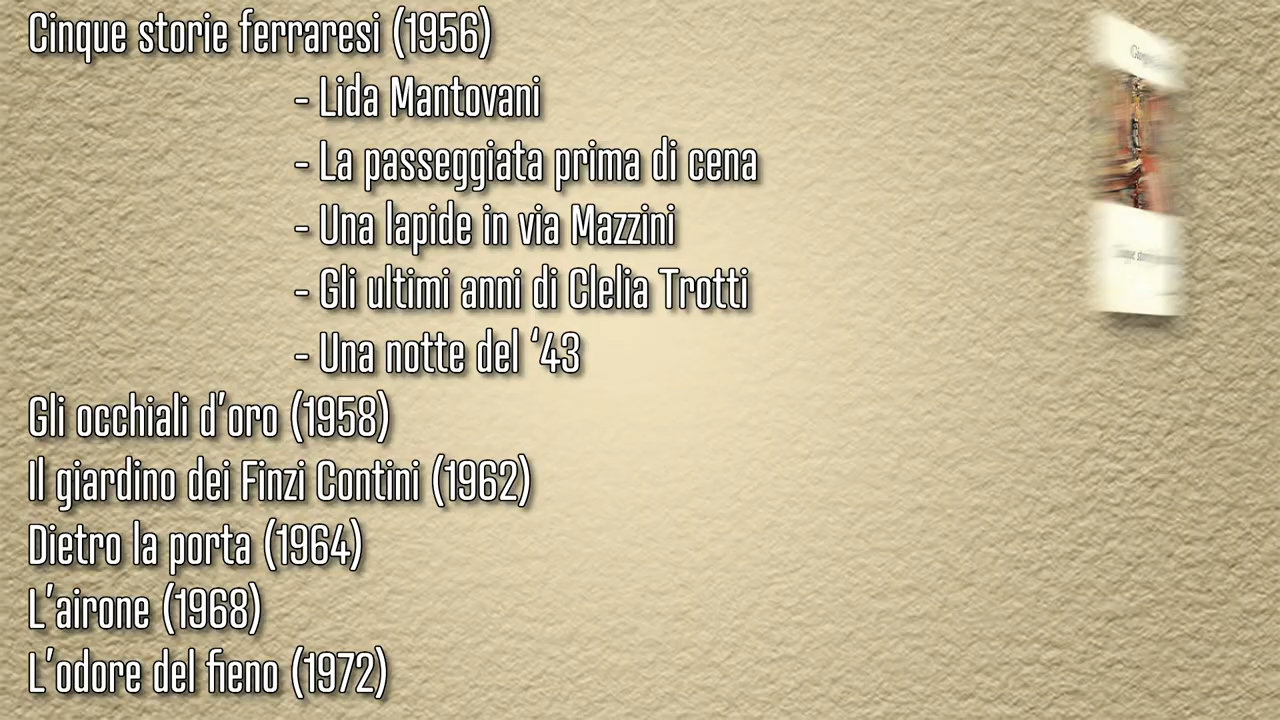 Cinque storie ferraresi (1956)
- Lida Mantovani
- La passeggiata prima di cena
- Una lapide in via Mazzini
- Gli ultimi anni di Clelia Trotti
- Una notte del ‘43
Gli occhiali d’oro (1958)
Il giardino dei Finzi Contini (1962)
Dietro la porta (1964)
L’airone (1968)
L’odore del fieno (1972)